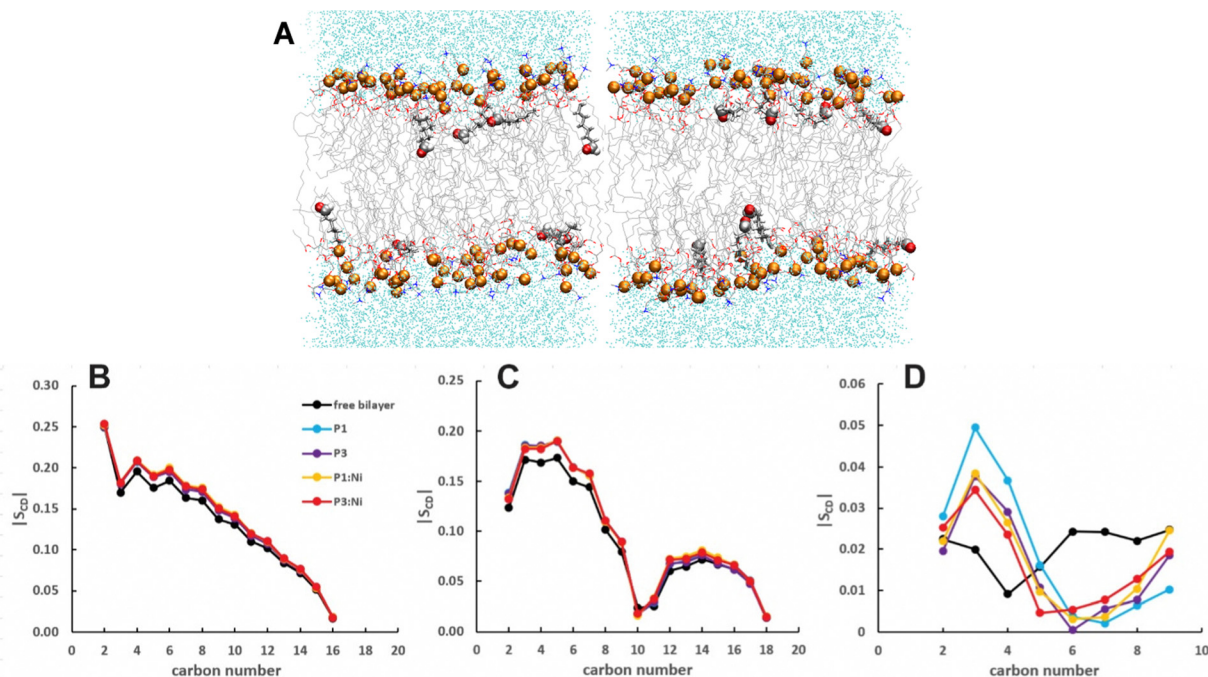 A
B
C
D
0.30
0.25
0.20
0.15
0.10
0.05
0.00
|S_CD|
0 2 4 6 8 10 12 14 16 18 20
carbon number
free bilayer
P1
P3
P1:Ni
P3:Ni
0.25
0.20
0.15
0.10
0.05
0.00
|S_CD|
0 2 4 6 8 10 12 14 16 18 20
carbon number
0.06
0.05
0.04
0.03
0.02
0.01
0
|S_CD|
0 2 4 6 8 10
carbon number